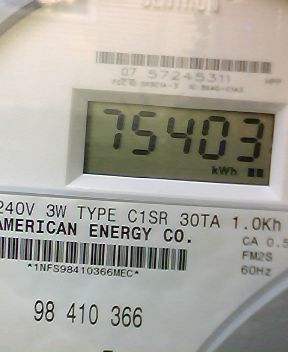 07 57245311
75403
kWh
240V 3W TYPE C1SR 30TA 1.0Kh
AMERICAN ENERGY CO.
CA 0.5
FM2S
60Hz
*1NFS98410366MEC*
98 410 366